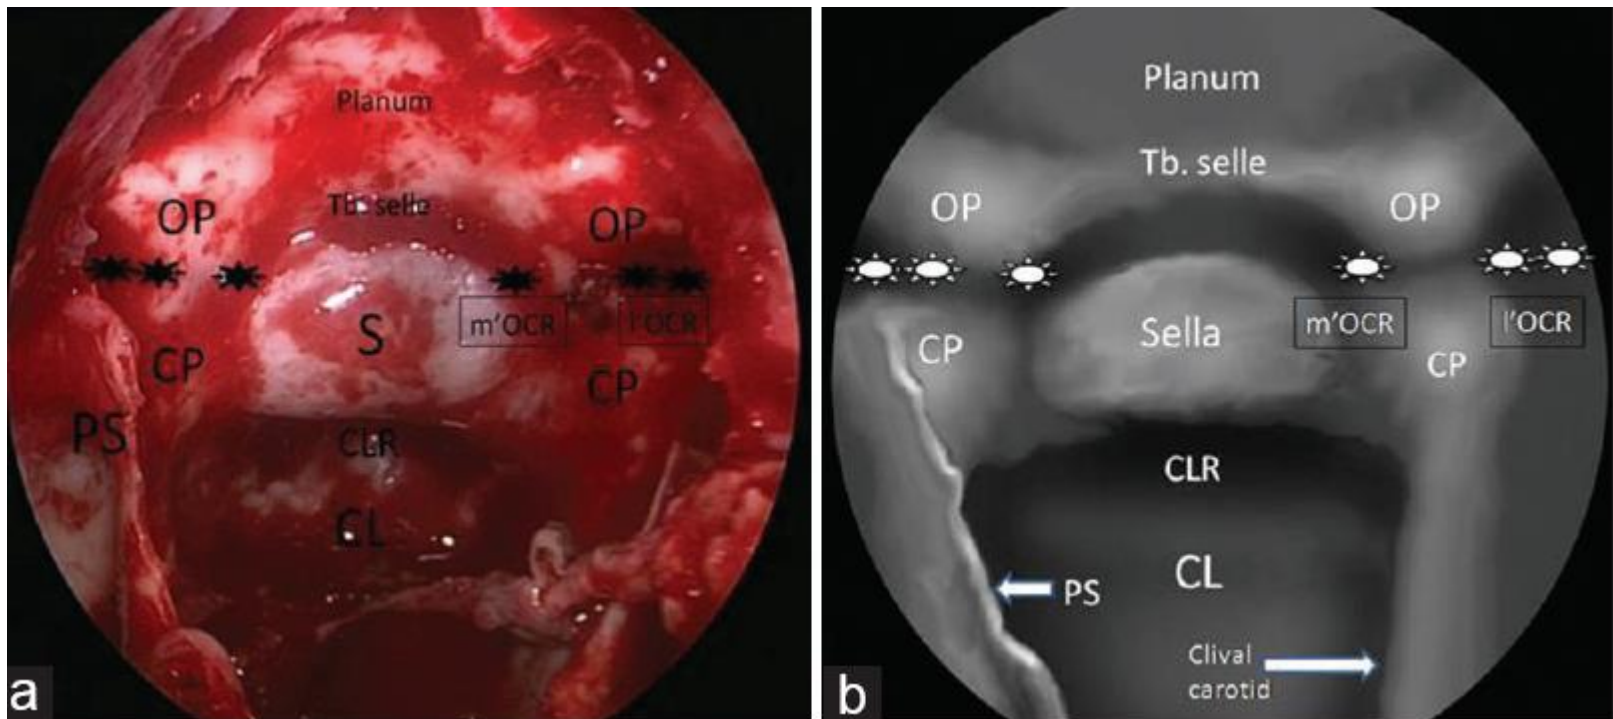 Planum
Tb. selle
OP
OP
S
m'OCR
l'OCR
CP
CP
PS
CLR
CL
a
Planum
Tb. selle
OP
OP
CP
Sella
m'OCR
l'OCR
CP
CLR
CL
PS
Clival
carotid
b